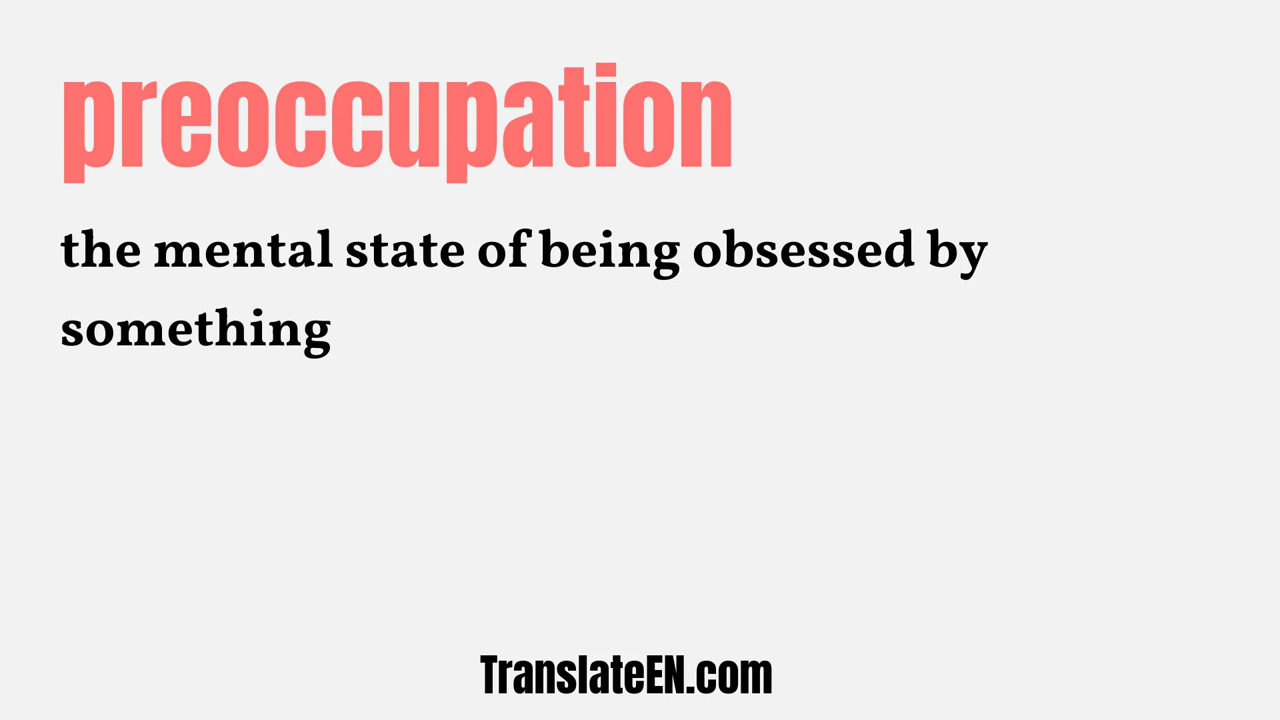 preoccupation
the mental state of being obsessed by
something
TranslateEN.com